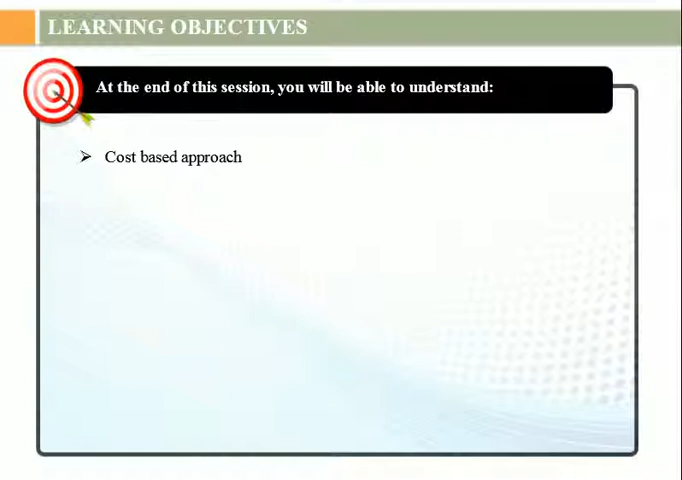 LEARNING OBJECTIVES
At the end of this session, you will be able to understand:
➢ Cost based approach